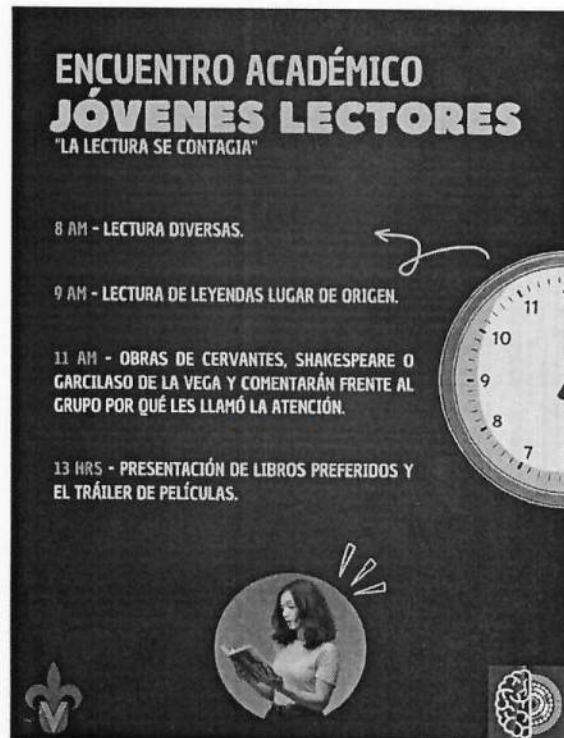 ENCUENTRO ACADÉMICO
JÓVENES LECTORES
"LA LECTURA SE CONTAGIA"
8 AM - LECTURA DIVERSAS.
9 AM - LECTURA DE LEYENDAS LUGAR DE ORIGEN.
11 AM - OBRAS DE CERVANTES, SHAKESPEARE O
GARCILASO DE LA VEGA Y COMENTARÁN FRENTE AL
GRUPO POR QUÉ LES LLAMÓ LA ATENCIÓN.
13 HRS - PRESENTACIÓN DE LIBROS PREFERIDOS Y
EL TRÁILER DE PELÍCULAS.
11
10
9
8
7